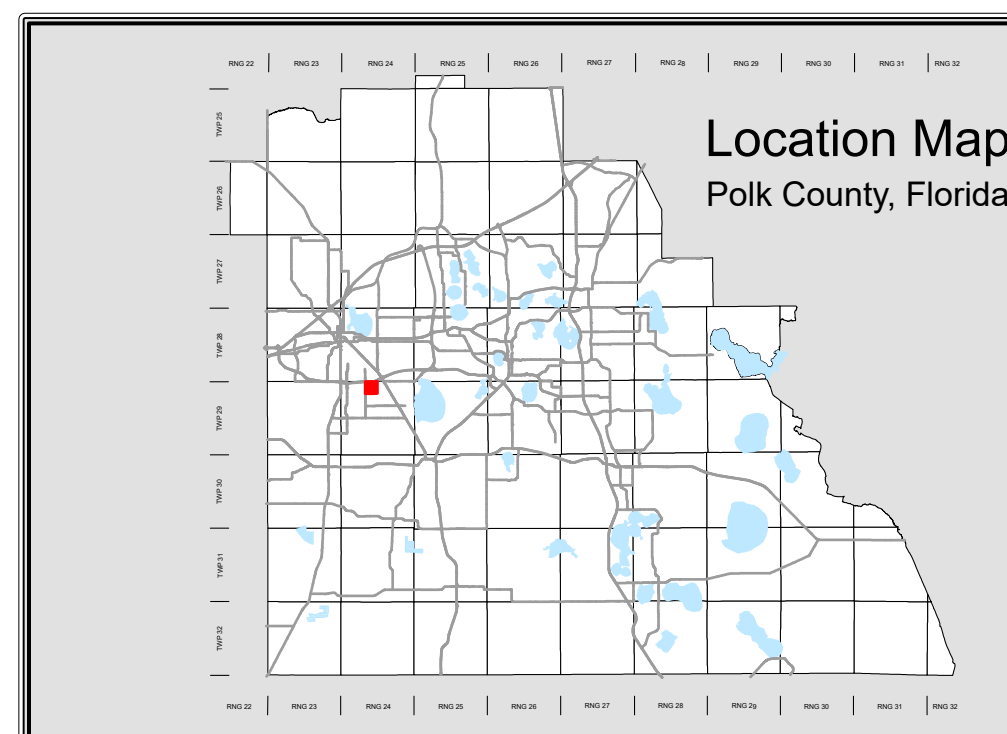 RNG 22 RNG 23 RNG 24 RNG 25 RNG 26 RNG 27 RNG 28 RNG 29 RNG 30 RNG 31 RNG 32
Location Map
Polk County, Florida
TWP 25
TWP 26
TWP 27
TWP 28
TWP 29
TWP 30
TWP 31
TWP 32
RNG 22 RNG 23 RNG 24 RNG 25 RNG 26 RNG 27 RNG 28 RNG 29 RNG 30 RNG 31 RNG 32